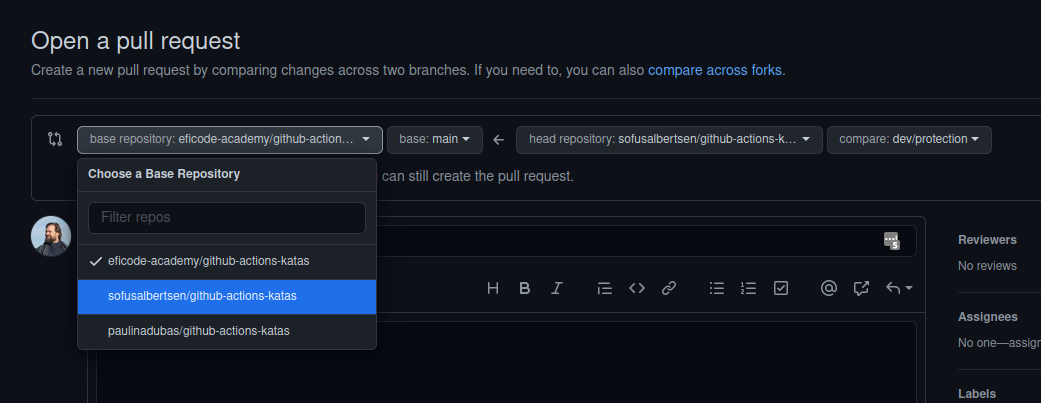 Open a pull request
Create a new pull request by comparing changes across two branches. If you need to, you can also compare across forks.
base repository: eficode-academy/github-action... base: main head repository: sofusalbertsen/github-actions-k... compare: dev/protection
Choose a Base Repository
can still create the pull request.
Filter repos
eficode-academy/github-actions-katas
sofusalbertsen/github-actions-katas
paulinadubas/github-actions-katas
5
H B I
Reviewers
No reviews
Assignees
No one—assign
Labels